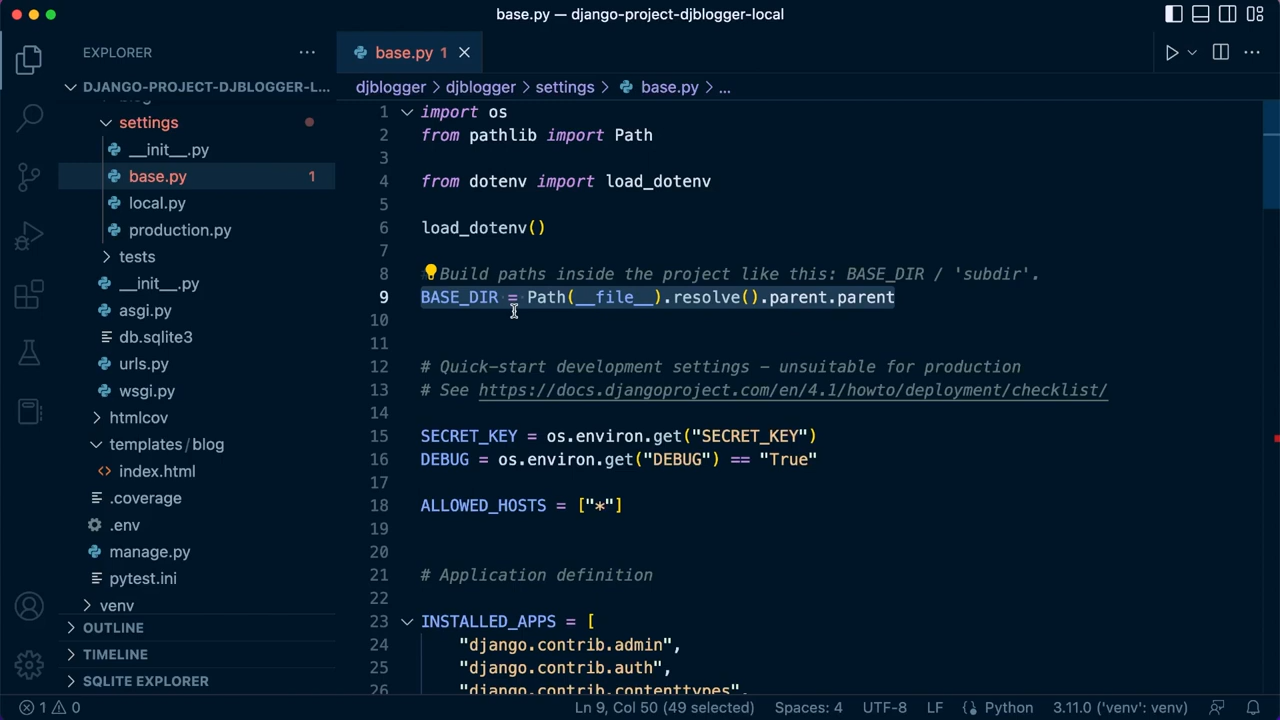 base.py — django-project-djblogger-local
EXPLORER
DJANGO-PROJECT-DJBLOGGER-L...
settings
__init__.py
base.py 1
local.py
production.py
tests
__init__.py
asgi.py
db.sqlite3
urls.py
wsgi.py
htmlcov
templates/blog
index.html
.coverage
.env
manage.py
pytest.ini
venv
OUTLINE
TIMELINE
SQLITE EXPLORER
base.py 1
djblogger > djblogger > settings > base.py > ...
1 import os
2 from pathlib import Path
3
4 from dotenv import load_dotenv
5
6 load_dotenv()
7
8 # Build paths inside the project like this: BASE_DIR / 'subdir'.
9 BASE_DIR = Path(__file__).resolve().parent.parent
10
11
12 # Quick-start development settings - unsuitable for production
13 # See https://docs.djangoproject.com/en/4.1/howto/deployment/checklist/
14
15 SECRET_KEY = os.environ.get("SECRET_KEY")
16 DEBUG = os.environ.get("DEBUG") == "True"
17
18 ALLOWED_HOSTS = ["*"]
19
20
21 # Application definition
22
23 INSTALLED_APPS = [
24 "django.contrib.admin",
25 "django.contrib.auth",
26 "django.contrib.contenttypes",
1 0
Ln 9, Col 50 (49 selected) Spaces: 4 UTF-8 LF Python 3.11.0 ('venv': venv)